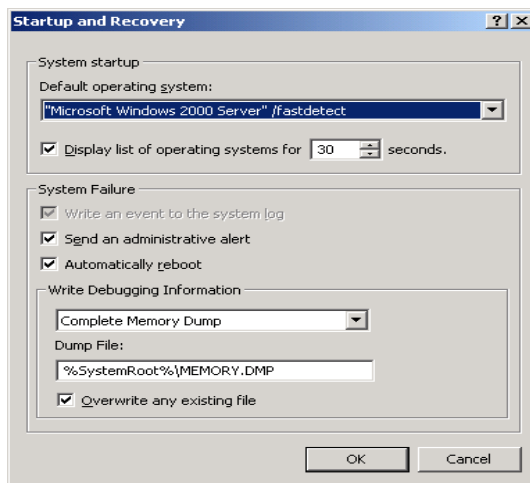 Startup and Recovery
System startup
Default operating system:
"Microsoft Windows 2000 Server" /fastdetect
Display list of operating systems for 30 seconds.
System Failure
Write an event to the system log
Send an administrative alert
Automatically reboot
Write Debugging Information
Complete Memory Dump
Dump File:
%SystemRoot%\MEMORY.DMP
Overwrite any existing file
OK Cancel